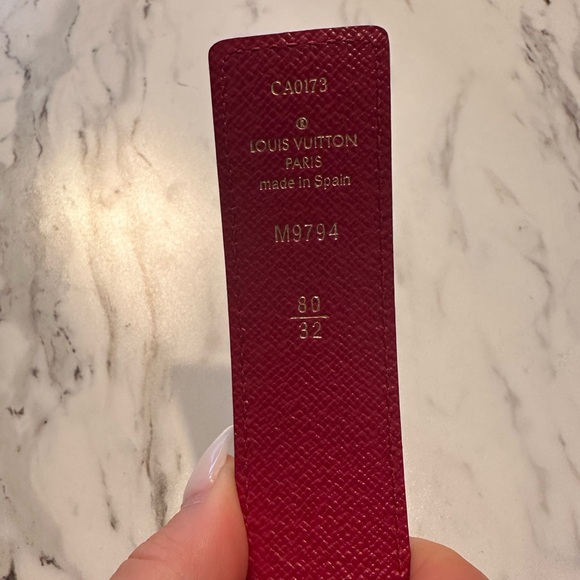 CA0173
®
LOUIS VUITTON
PARIS
made in Spain
M9794
80
32